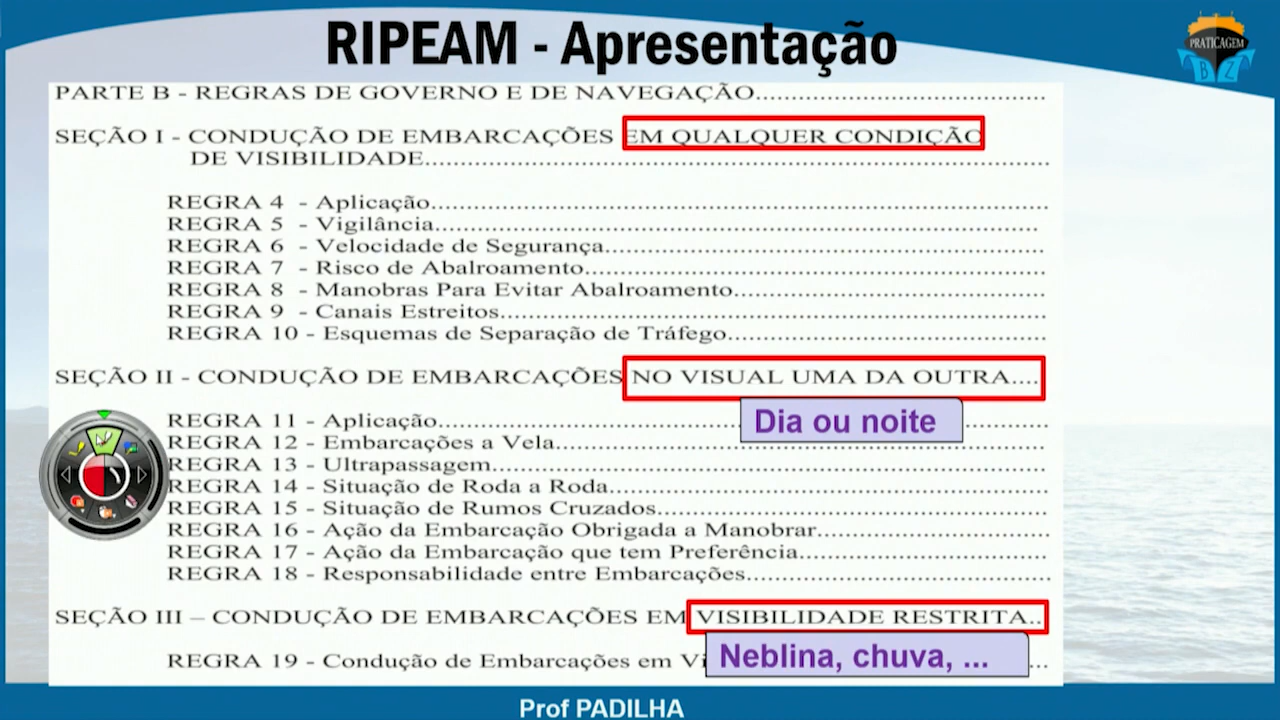 RIPEAM - Apresentação
PRATICAGEM
B Z
PARTE B - REGRAS DE GOVERNO E DE NAVEGAÇÃO
SEÇÃO I - CONDUÇÃO DE EMBARCAÇÕES EM QUALQUER CONDIÇÃO
DE VISIBILIDADE
REGRA 4 - Aplicação
REGRA 5 - Vigilância
REGRA 6 - Velocidade de Segurança
REGRA 7 - Risco de Abalroamento
REGRA 8 - Manobras Para Evitar Abalroamento
REGRA 9 - Canais Estreitos
REGRA 10 - Esquemas de Separação de Tráfego
SEÇÃO II - CONDUÇÃO DE EMBARCAÇÕES NO VISUAL UMA DA OUTRA....
REGRA 11 - Aplicação
Dia ou noite
REGRA 12 - Embarcações a Vela
REGRA 13 - Ultrapassagem
REGRA 14 - Situação de Roda a Roda
REGRA 15 - Situação de Rumos Cruzados
REGRA 16 - Ação da Embarcação Obrigada a Manobrar
REGRA 17 - Ação da Embarcação que tem Preferência
REGRA 18 - Responsabilidade entre Embarcações
SEÇÃO III – CONDUÇÃO DE EMBARCAÇÕES EM VISIBILIDADE RESTRITA..
REGRA 19 - Condução de Embarcações em Vi
Neblina, chuva, ...
Prof PADILHA